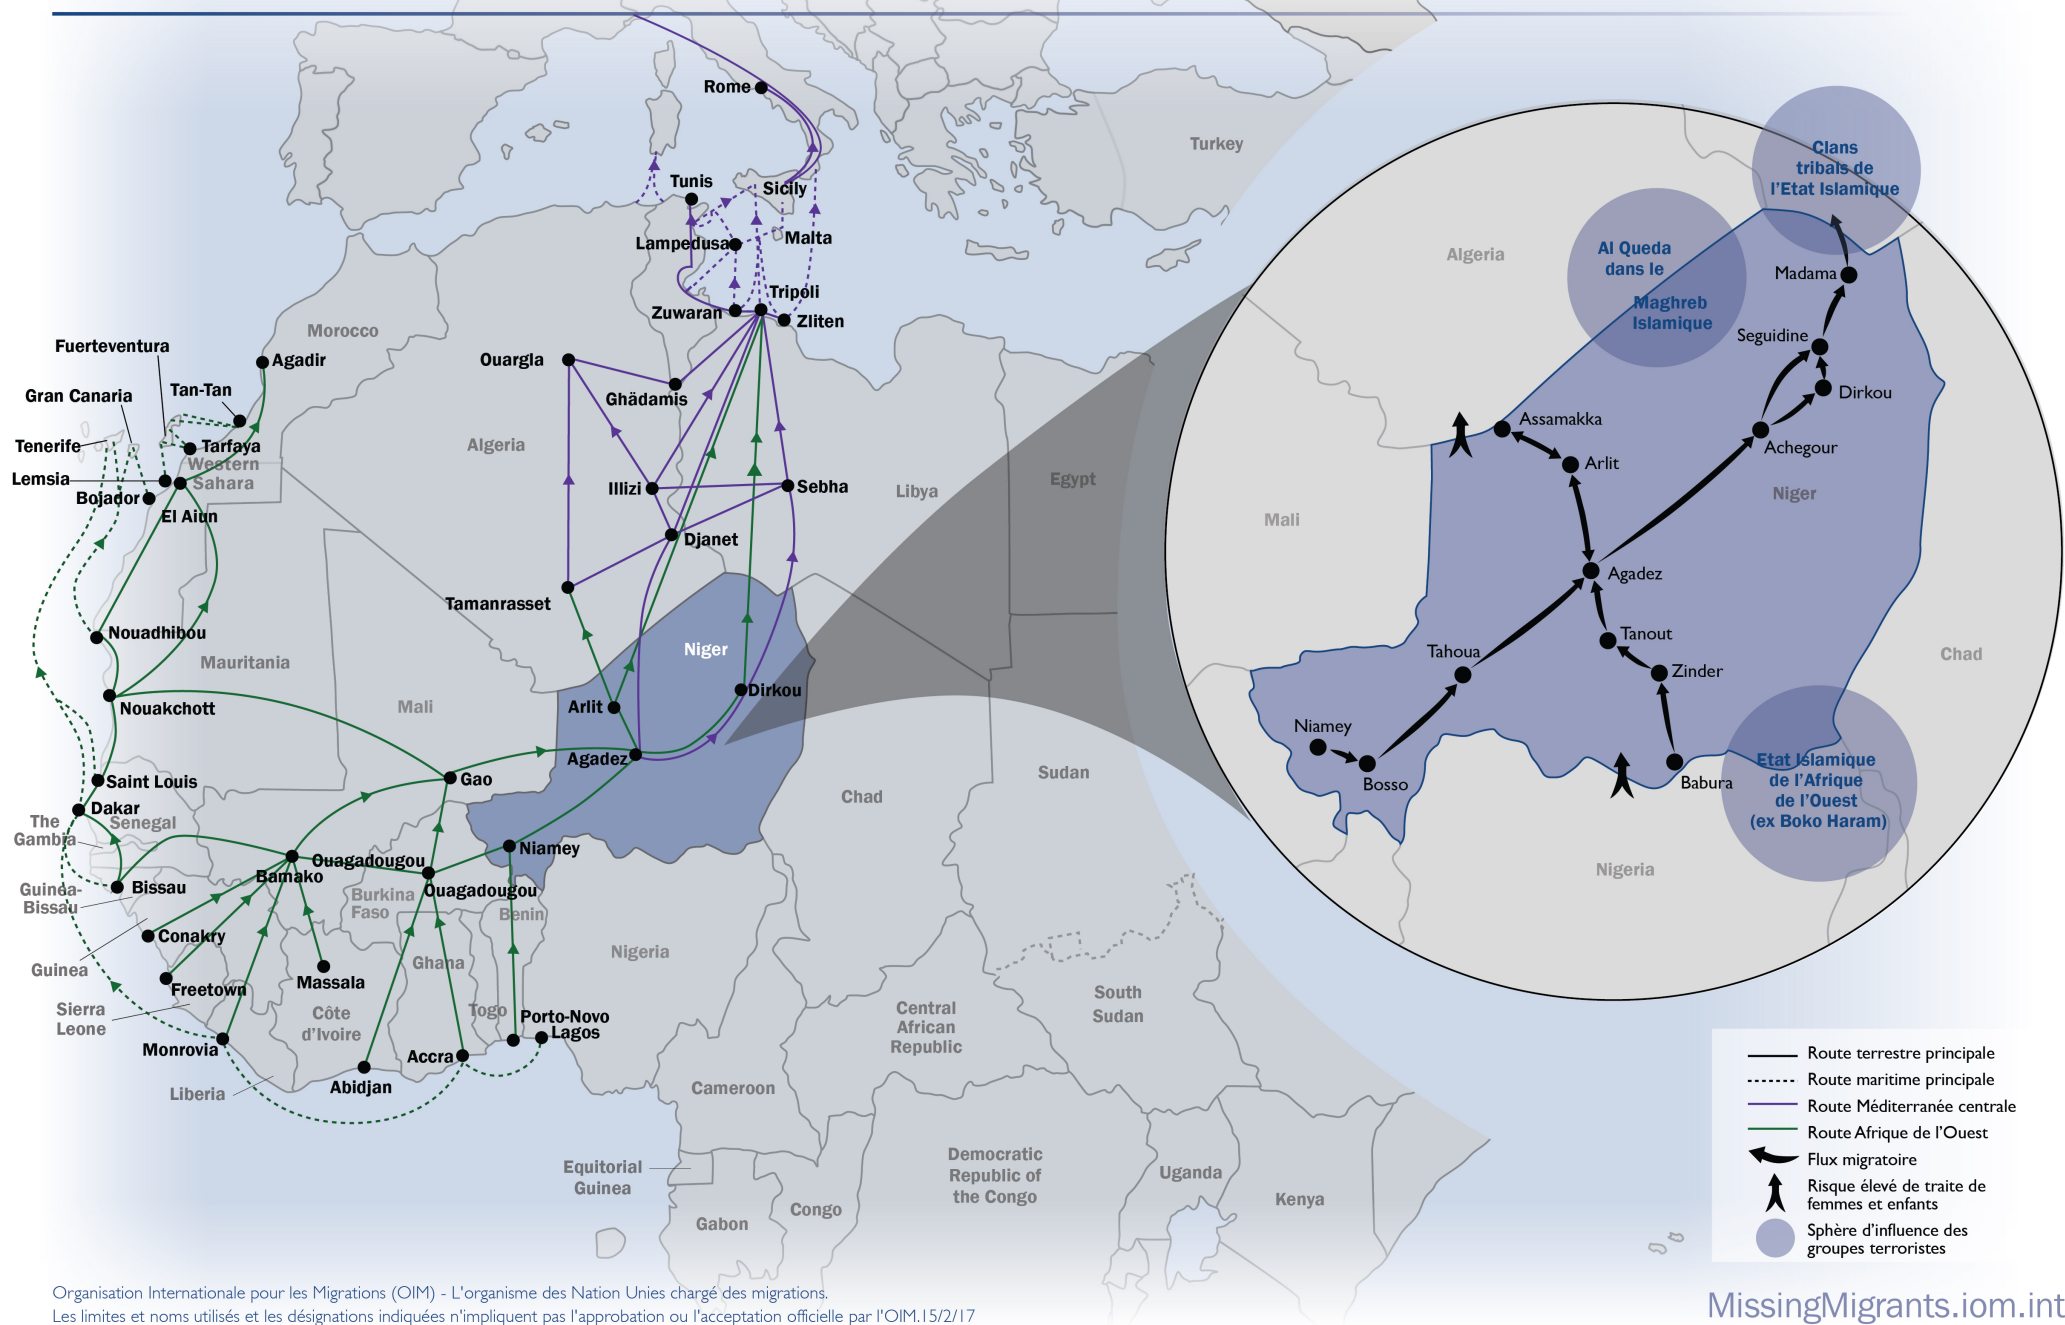 Rome
Turkey
Tunis
Sicily
Lampedusa
Malta
Tripoli
Zuwaran
Zliten
Morocco
Fuerteventura
Agadir
Ouargla
Gran Canaria
Tan-Tan
Ghädamis
Tenerife
Tarfaya
Algeria
Western
Sahara
Lemsia
Bojador
El Aiun
Illizi
Sebha
Libya
Egypt
Djanet
Tamanrasset
Nouadhibou
Mauritania
Niger
Nouakchott
Mali
Arlit
Dirkou
Agadez
Saint Louis
Gao
Sudan
Chad
Dakar
The
Gambia
Senegal
Ouagadougou
Bamako
Niamey
Bissau
Guinea-
Bissau
Ouagadougou
Burkina
Faso
Benin
Conakry
Guinea
Ghana
Nigeria
Freetown
Massala
Sierra
Leone
Côte
d'Ivoire
Togo
Porto-Novo
Lagos
Central
African
Republic
South
Sudan
Monrovia
Accra
Abidjan
Liberia
Cameroon
Equitorial
Guinea
Democratic
Republic of
the Congo
Uganda
Kenya
Gabon
Congo
Clans
tribals de
l'Etat Islamique
Al Queda
dans le
Maghreb
Islamique
Algeria
Madama
Seguidine
Dirkou
Assamakka
Achegour
Arlit
Niger
Mali
Agadez
Tanout
Tahoua
Zinder
Chad
Niamey
Bosso
Babura
Etat Islamique
de l'Afrique
de l'Ouest
(ex Boko Haram)
Nigeria
Route terrestre principale
Route maritime principale
Route Méditerranée centrale
Route Afrique de l'Ouest
Flux migratoire
Risque élevé de traite de
femmes et enfants
Sphère d'influence des
groupes terroristes
Organisation Internationale pour les Migrations (OIM) - L'organisme des Nation Unies chargé des migrations.
Les limites et noms utilisés et les désignations indiquées n'impliquent pas l'approbation ou l'acceptation officielle par l'OIM.15/2/17
MissingMigrants.iom.int